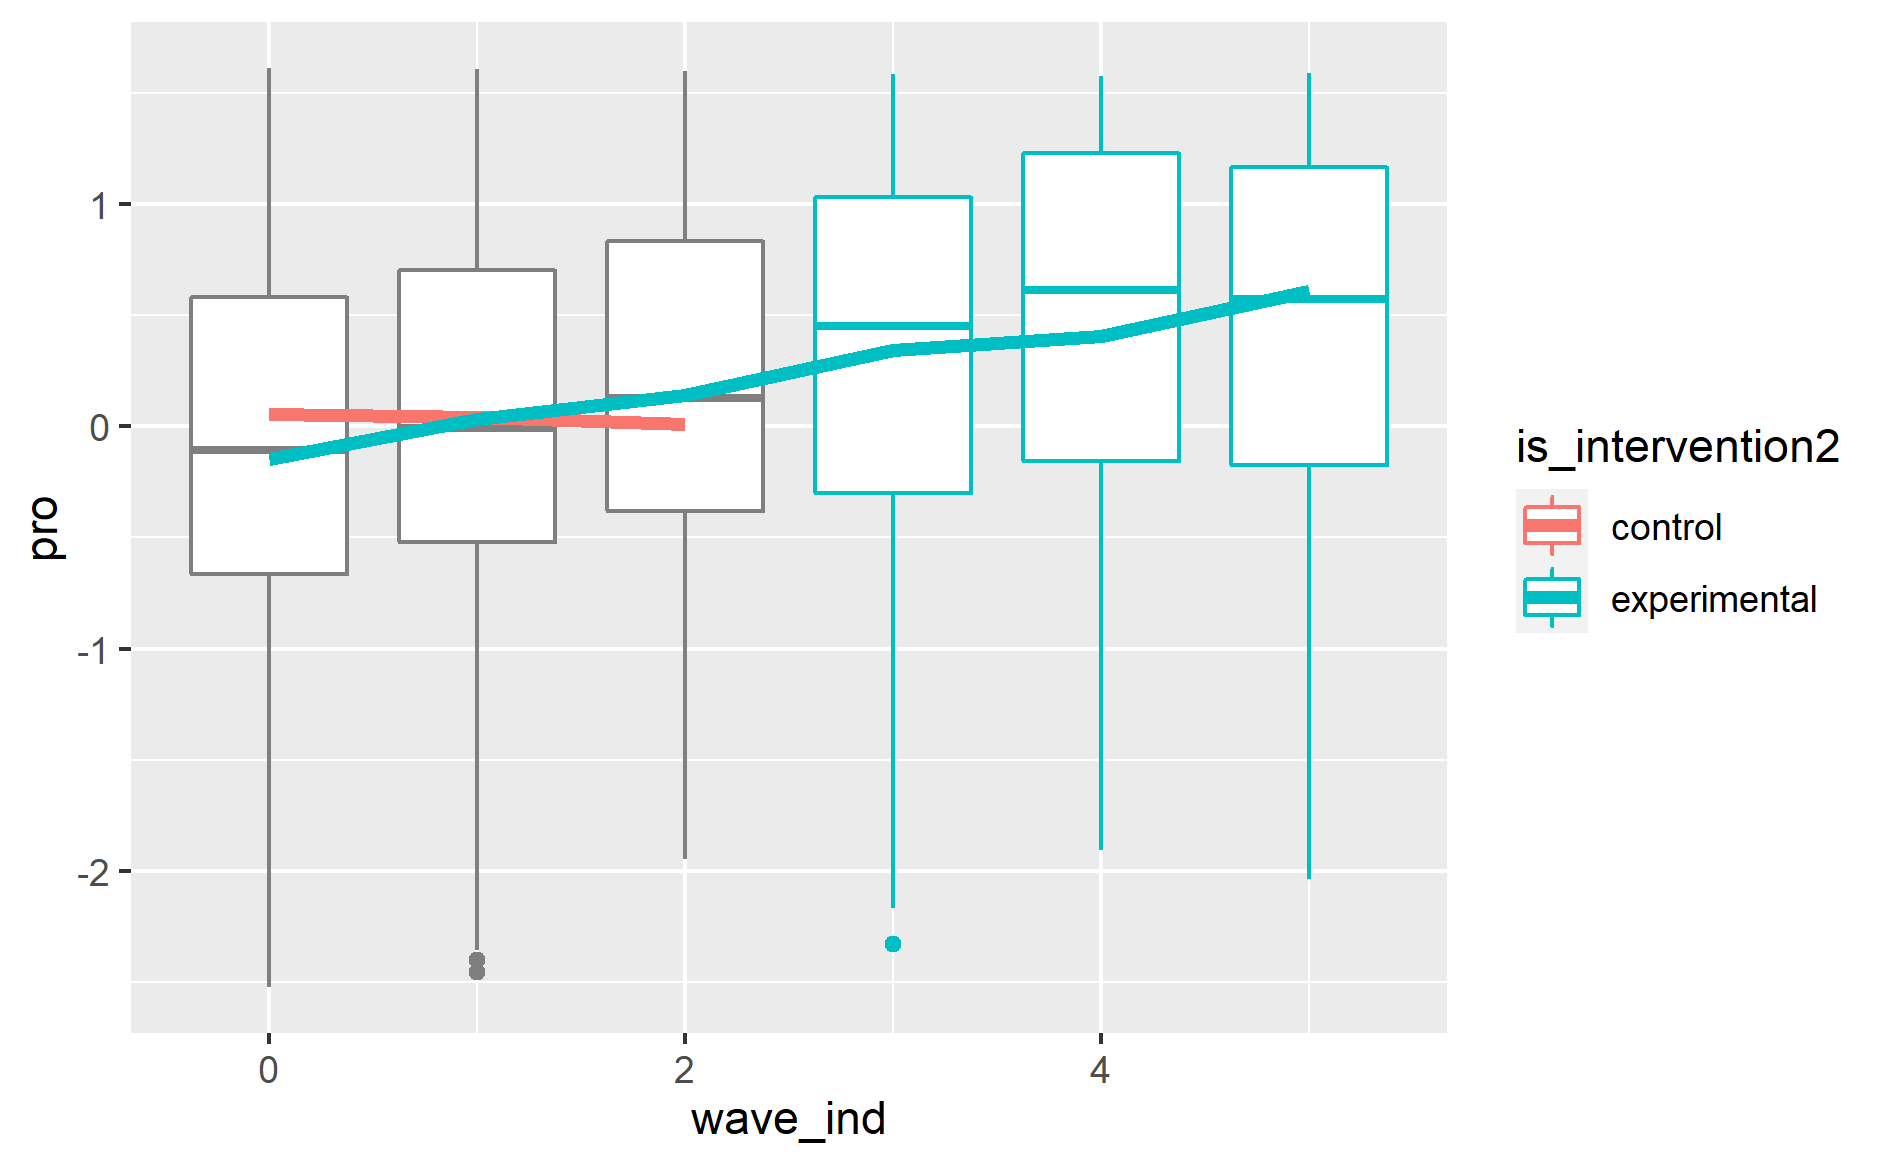 1
0
-1
-2
pro
0
2
4
wave_ind
is_intervention2
control
experimental